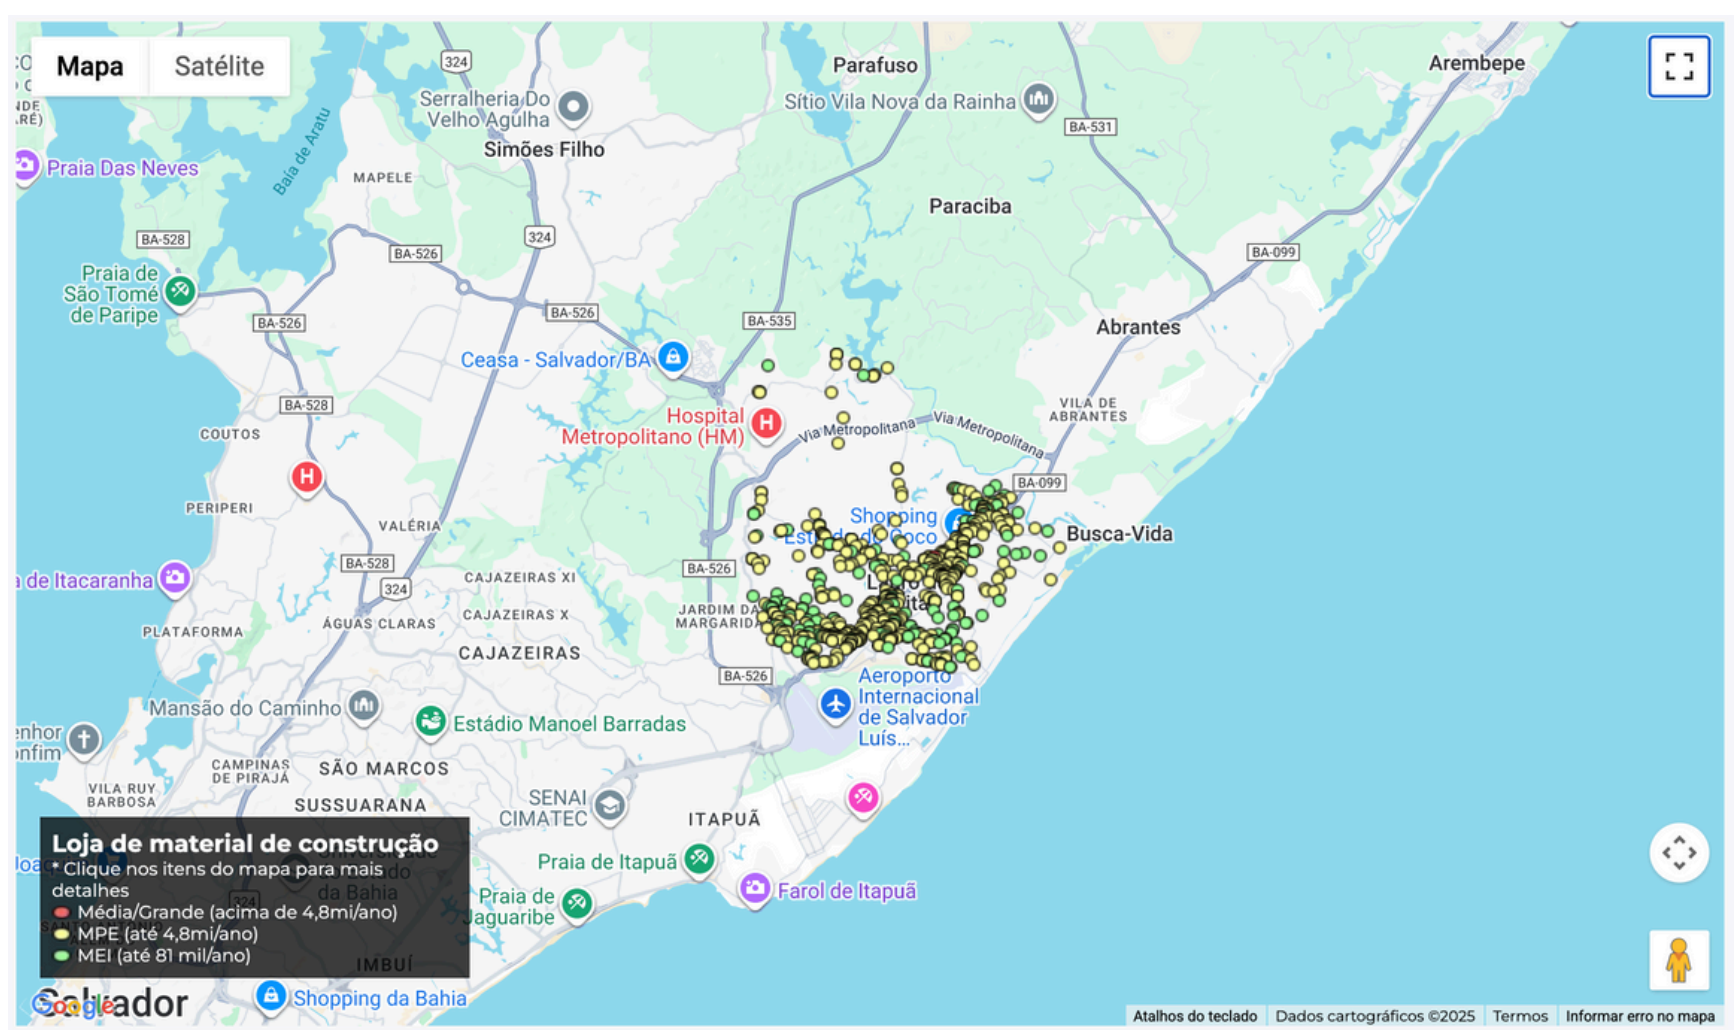 Mapa
Satélite
324
Parafuso
Arembepe
Serralheria Do
Velho Agulha
Sítio Vila Nova da Rainha
BA-531
Simões Filho
Baía de Aratu
Praia Das Neves
MAPELE
Paraciba
BA-528
324
BA-526
BA-099
Praia de
São Tomé
de Paripe
BA-526
BA-526
BA-535
Abrantes
Ceasa - Salvador/BA
BA-528
VILA DE
ABRANTES
Hospital
Metropolitano (HM)
Via Metropolitana
Via Metropolitana
COUTOS
BA-099
PERIPERI
VALÉRIA
Shopping
Busca-Vida
BA-528
BA-526
a de Itacaranha
324
CAJAZEIRAS XI
CAJAZEIRAS X
JARDIM DA
MARGARIDA
PLATAFORMA
ÁGUAS CLARAS
CAJAZEIRAS
BA-526
Aeroporto
Internacional
de Salvador
Luís...
Mansão do Caminho
Estádio Manoel Barradas
enhor
onfim
CAMPINAS
DE PIRAJÁ
SÃO MARCOS
VILA RUY
BARBOSA
SUSSUARANA
SENAI
CIMATEC
ITAPUÃ
Praia de Itapuã
Farol de Itapuã
Praia de
Jaguaribe
Loja de material de construção
* Clique nos itens do mapa para mais
detalhes
Média/Grande (acima de 4,8mi/ano)
MPE (até 4,8mi/ano)
MEI (até 81 mil/ano)
IMBUÍ
Salvador
Google
Shopping da Bahia
Atalhos do teclado
Dados cartográficos ©2025
Termos
Informar erro no mapa